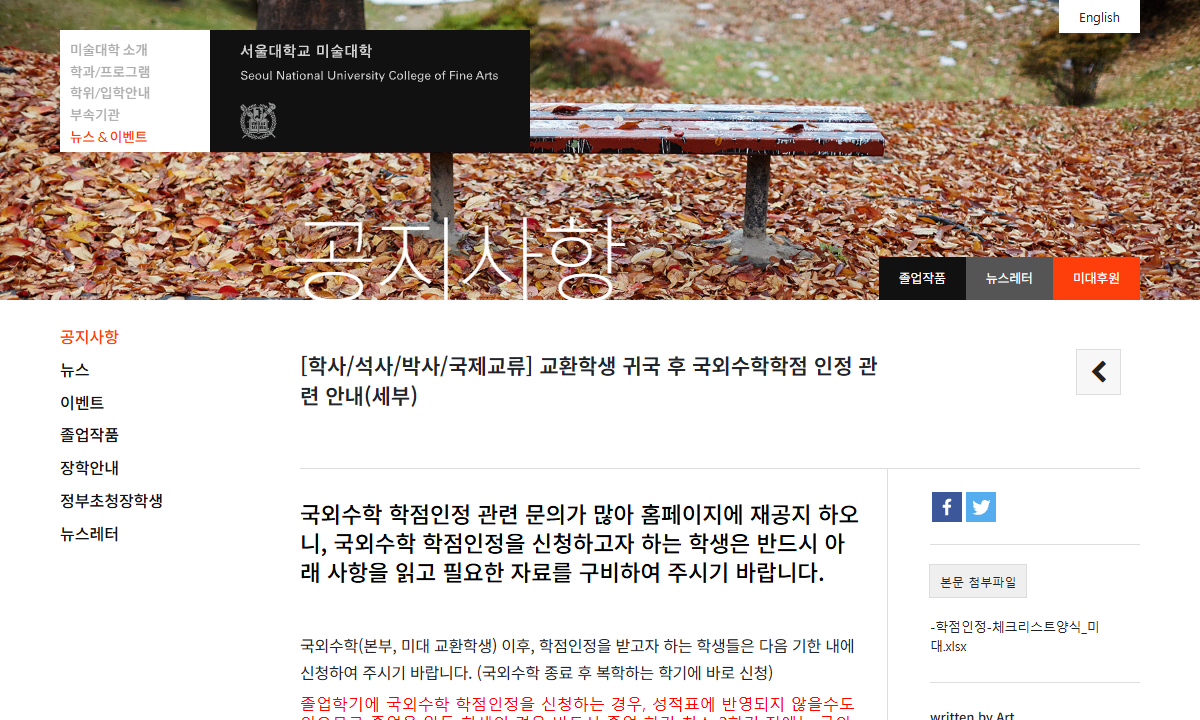 English
미술대학 소개
학과/프로그램
학위/입학안내
부속기관
뉴스 & 이벤트
서울대학교 미술대학
Seoul National University College of Fine Arts
공지사항
졸업작품
뉴스레터
미대후원
공지사항
뉴스
이벤트
졸업작품
장학안내
정부초청장학생
뉴스레터
[학사/석사/박사/국제교류] 교환학생 귀국 후 국외수학학점 인정 관
련 안내(세부)
국외수학 학점인정 관련 문의가 많아 홈페이지에 재공지 하오
니, 국외수학 학점인정을 신청하고자 하는 학생은 반드시 아
래 사항을 읽고 필요한 자료를 구비하여 주시기 바랍니다.
국외수학(본부, 미대 교환학생) 이후, 학점인정을 받고자 하는 학생들은 다음 기한 내에
신청하여 주시기 바랍니다. (국외수학 종료 후 복학하는 학기에 바로 신청)
졸업학기에 국외수학 학점인정을 신청하는 경우, 성적표에 반영되지 않을수도
본문 첨부파일
-학점인정-체크리스트양식_미
대.xlsx
written by Art